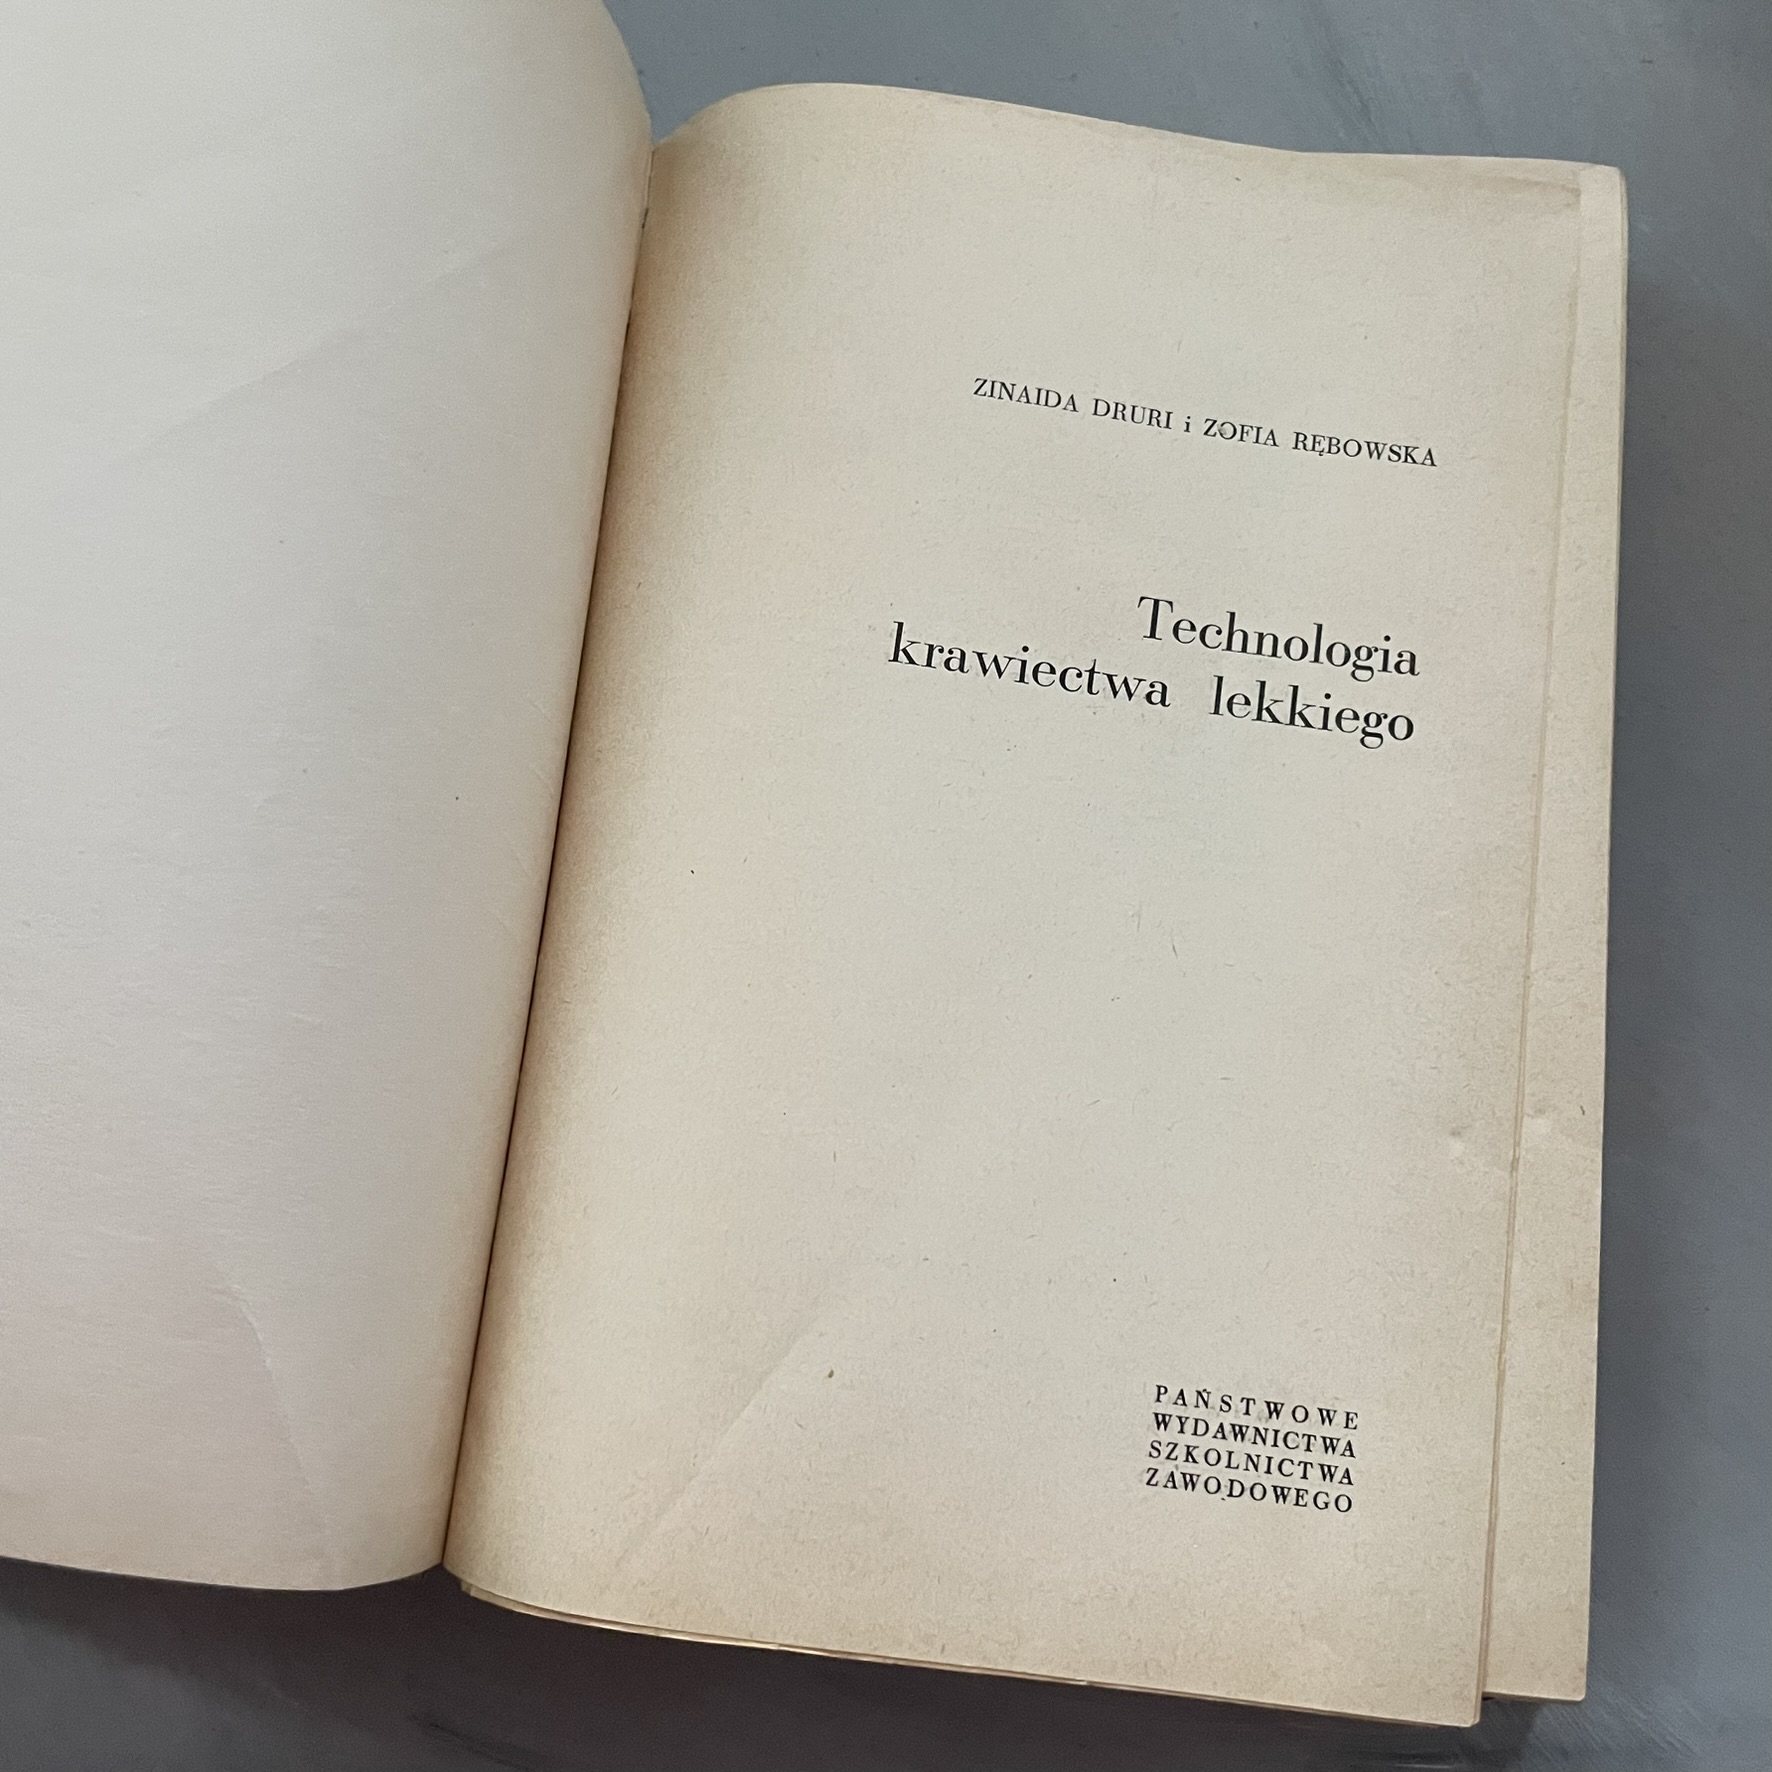 ZINAIDA DRURI i ZOFIA RĘBOWSKA
Technologia
krawiectwa lekkiego
PAŃSTWOWE
WYDAWNICTWA
SZKOLNICTWA
ZAWODOWEGO